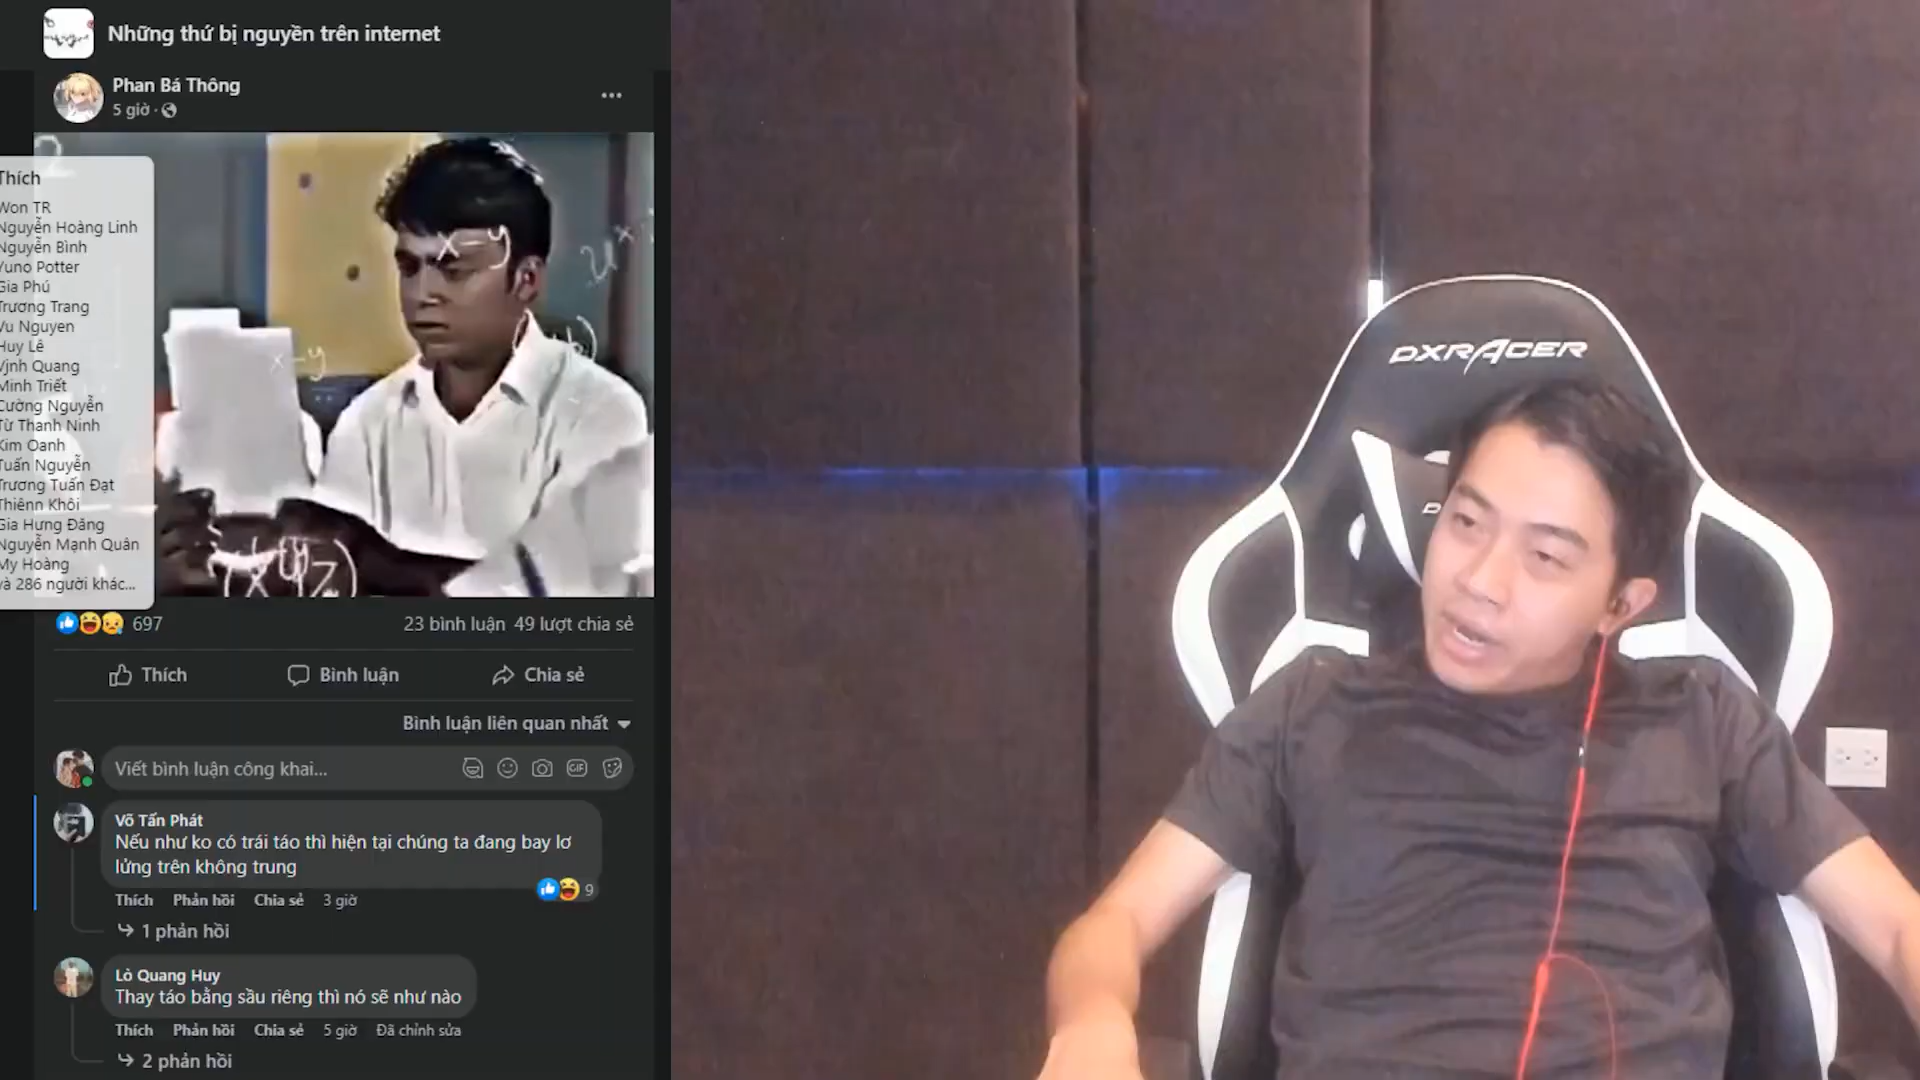 Những thứ bị nguyền trên internet
Phan Bá Thông
5 giờ
2
Thích
Won TR
Nguyễn Hoàng Linh
Nguyễn Bình
Yuno Potter
Gia Phú
Trương Trang
Vu Nguyen
Huy Lê
Vịnh Quang
Minh Triết
Cường Nguyễn
Từ Thanh Ninh
Kim Oanh
Tuấn Nguyễn
Trương Tuấn Đạt
Thiênn Khôi
Gia Hưng Đăng
Nguyễn Mạnh Quân
My Hoàng
và 286 người khác...
x-y
x-y
697
23 bình luận 49 lượt chia sẻ
Thích Bình luận Chia sẻ
Bình luận liên quan nhất
Viết bình luận công khai...
GIF
Võ Tấn Phát
Nếu như ko có trái táo thì hiện tại chúng ta đang bay lơ
lửng trên không trung
9
Thích Phản hồi Chia sẻ 3 giờ
1 phản hồi
Lò Quang Huy
Thay táo bằng sầu riêng thì nó sẽ như nào
Thích Phản hồi Chia sẻ 5 giờ Đã chỉnh sửa
2 phản hồi
DXRACER